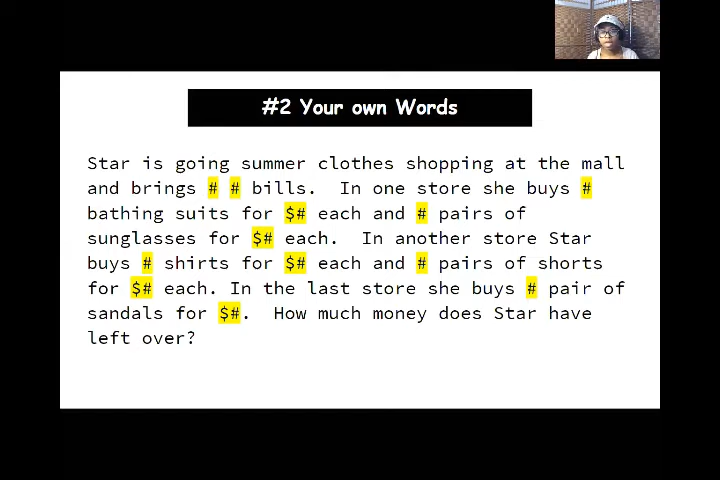 #2 Your own Words
Star is going summer clothes shopping at the mall
and brings # # bills. In one store she buys #
bathing suits for $# each and # pairs of
sunglasses for $# each. In another store Star
buys # shirts for $# each and # pairs of shorts
for $# each. In the last store she buys # pair of
sandals for $#. How much money does Star have
left over?